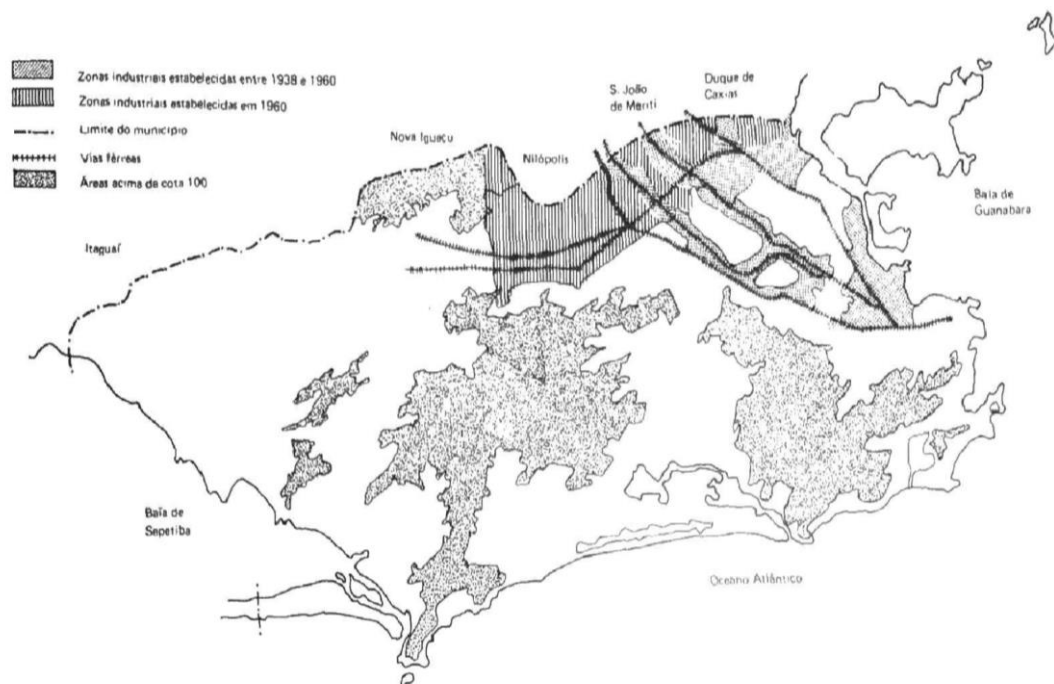 Zonas industriais estabelecidas entre 1938 e 1960
Zonas industriais estabelecidas em 1960
Limite do município
Vias férreas
Áreas acima de cota 100
Itaguaí
Nova Iguaçu
Nilópolis
S. João
de Meriti
Duque de
Caxias
Baía de
Guanabara
Baía de
Sepetiba
Oceano Atlântico